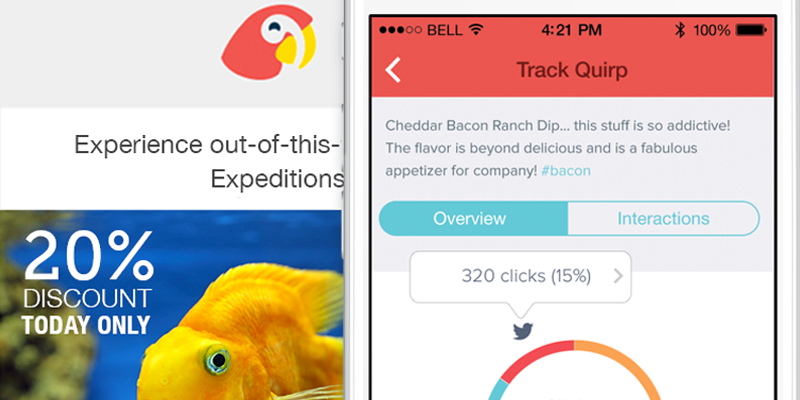 Experience out-of-this-
Expeditions
20%
DISCOUNT
TODAY ONLY
BELL
4:21 PM
100%
Track Quirp
Cheddar Bacon Ranch Dip... this stuff is so addictive!
The flavor is beyond delicious and is a fabulous
appetizer for company! #bacon
Overview
Interactions
320 clicks (15%)